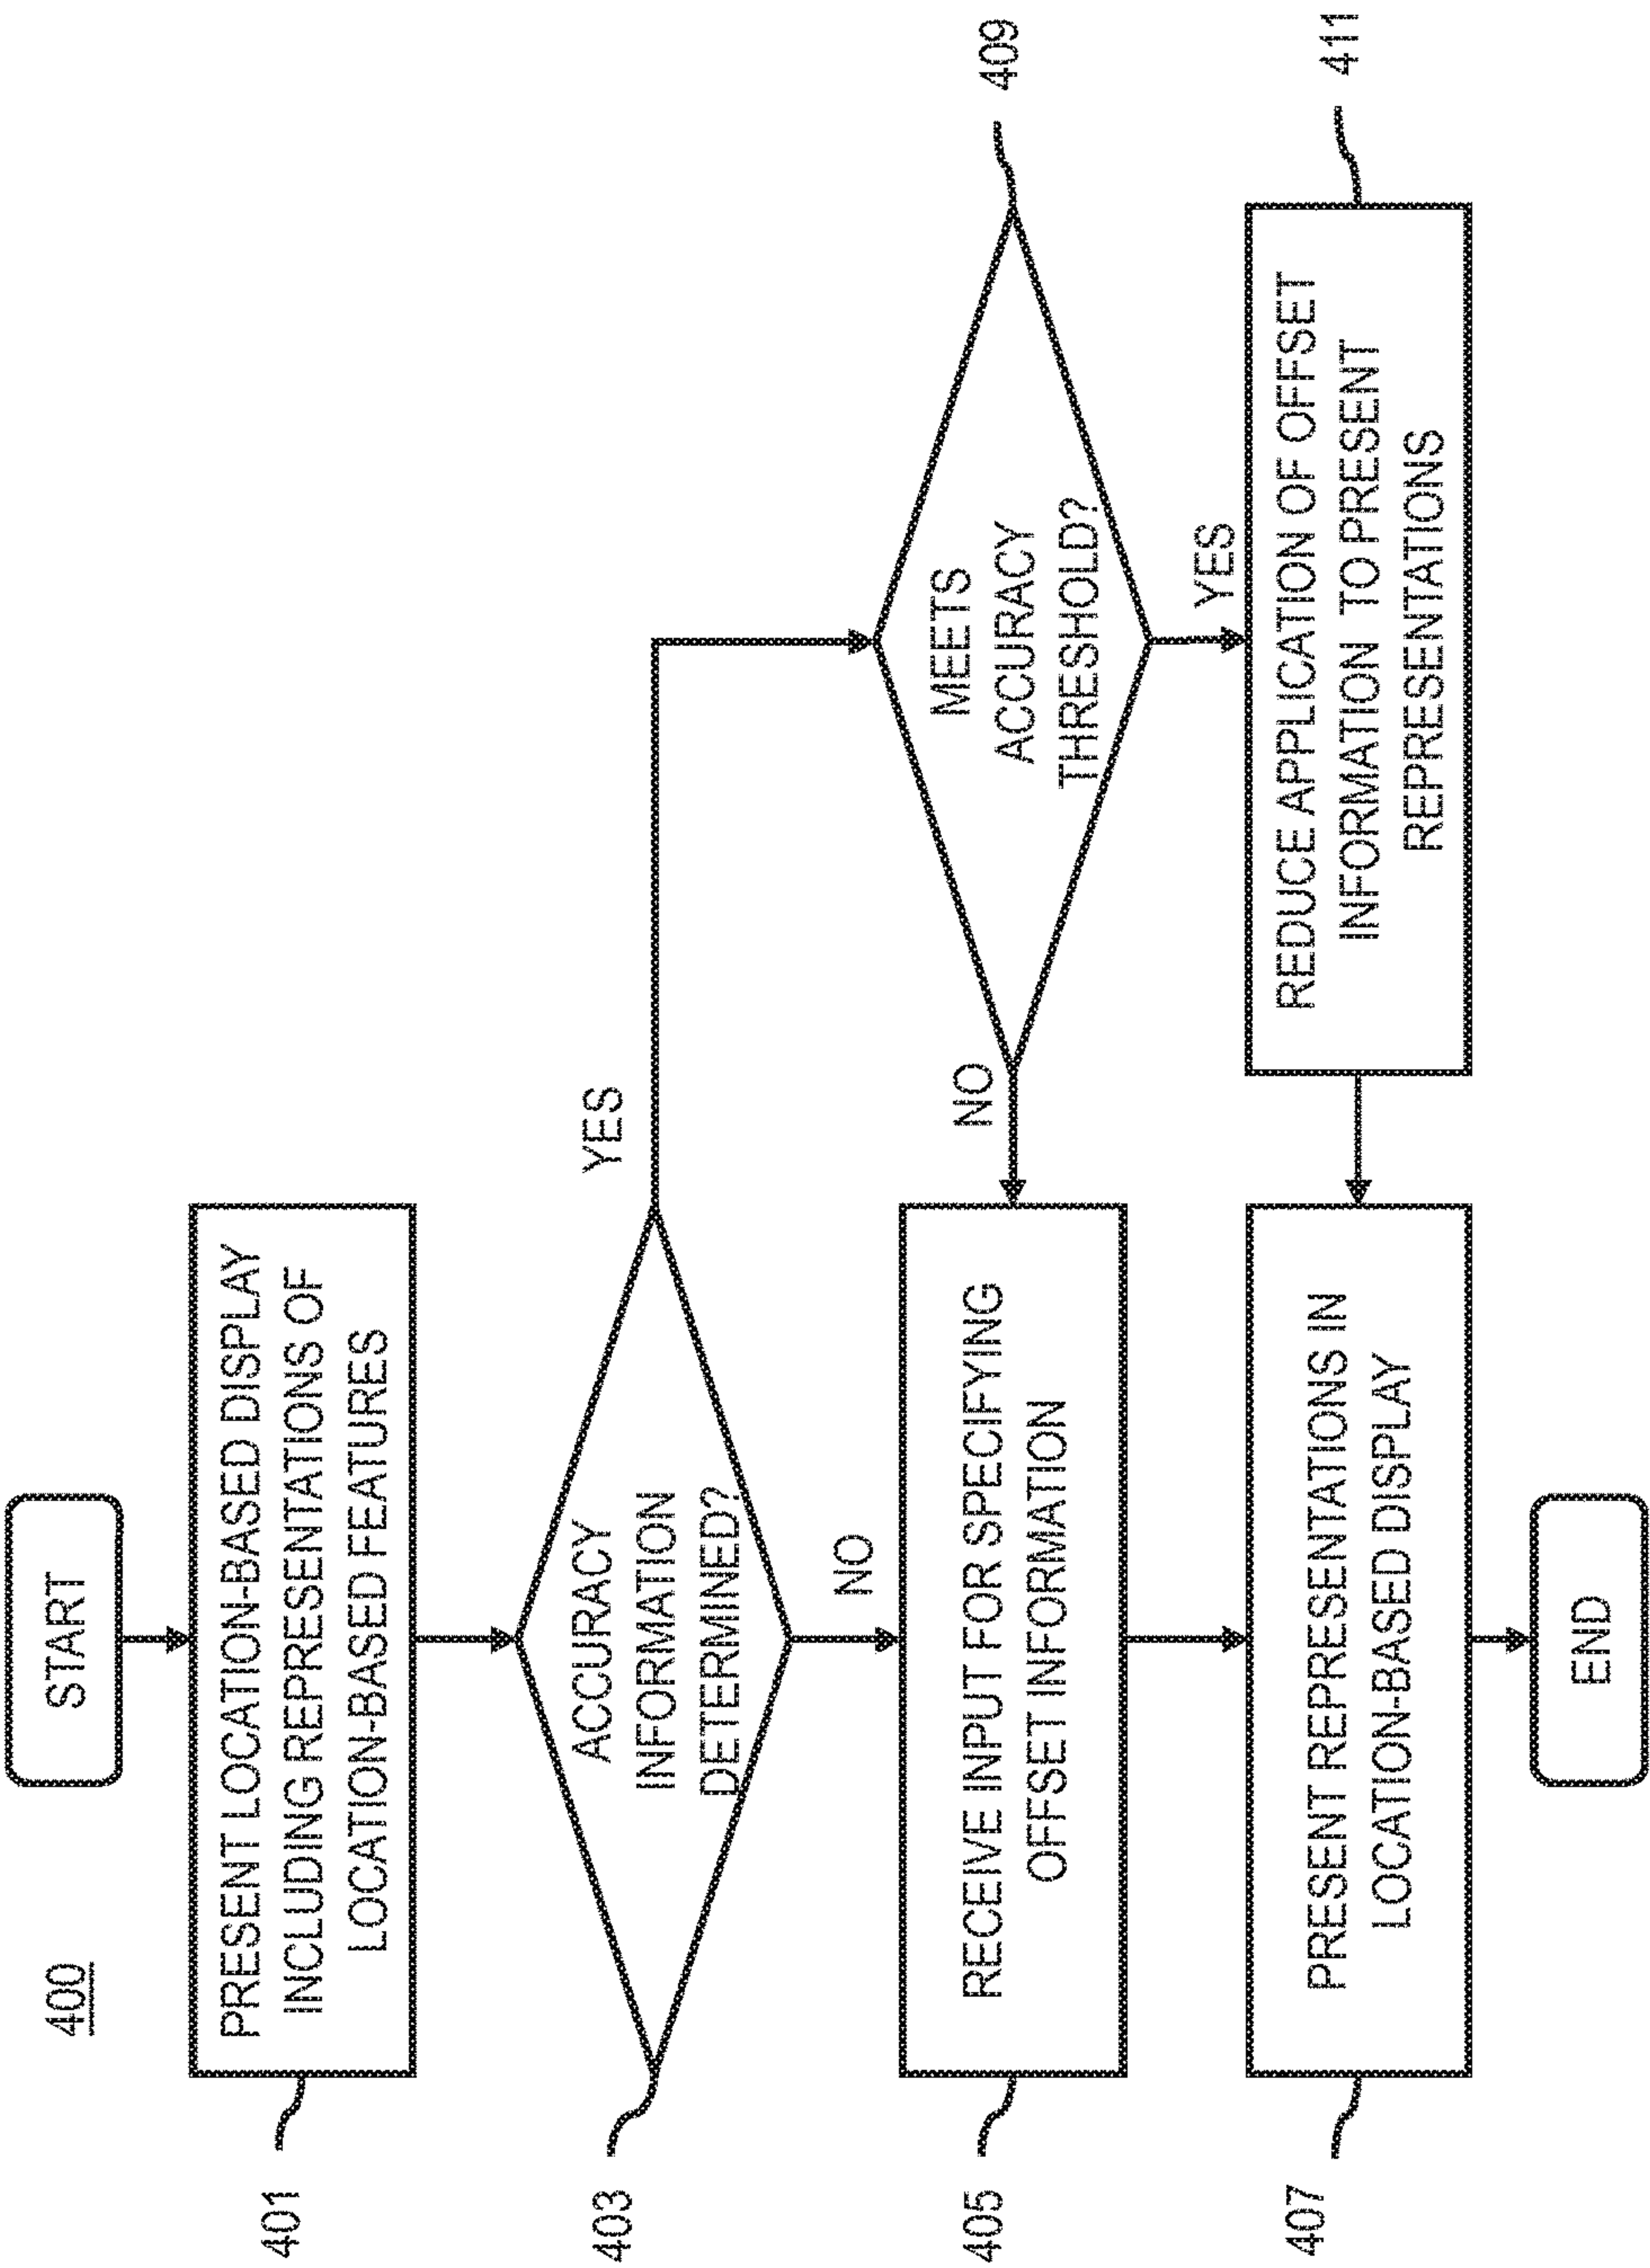 400
START
401
PRESENT LOCATION-BASED DISPLAY
INCLUDING REPRESENTATIONS OF
LOCATION-BASED FEATURES
403
ACCURACY
INFORMATION
DETERMINED?
YES
NO
405
RECEIVE INPUT FOR SPECIFYING
OFFSET INFORMATION
409
MEETS
ACCURACY
THRESHOLD?
NO
YES
407
PRESENT REPRESENTATIONS IN
LOCATION-BASED DISPLAY
411
REDUCE APPLICATION OF OFFSET
INFORMATION TO PRESENT
REPRESENTATIONS
END